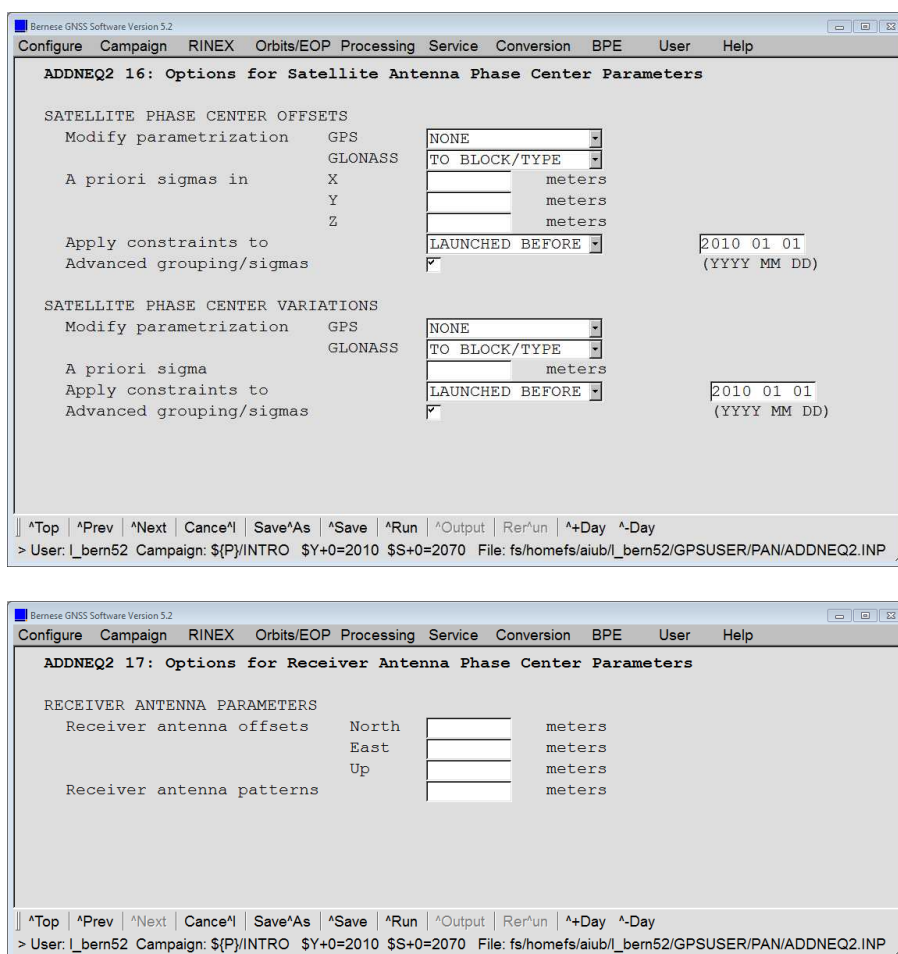 Bernese GNSS Software Version 5.2
Configure Campaign RINEX Orbits/EOP Processing Service Conversion BPE User Help
ADDNEQ2 16: Options for Satellite Antenna Phase Center Parameters
SATELLITE PHASE CENTER OFFSETS
Modify parametrization GPS NONE
GLONASS TO BLOCK/TYPE
A priori sigmas in X meters
Y meters
Z meters
Apply constraints to LAUNCHED BEFORE 2010 01 01
Advanced grouping/sigmas (YYYY MM DD)
SATELLITE PHASE CENTER VARIATIONS
Modify parametrization GPS NONE
GLONASS TO BLOCK/TYPE
A priori sigma meters
Apply constraints to LAUNCHED BEFORE 2010 01 01
Advanced grouping/sigmas (YYYY MM DD)
^Top | ^Prev | ^Next | Cance^l | Save^As | ^Save | ^Run | ^Output | Rer^un | ^+Day ^-Day
> User: l_bern52 Campaign: ${P}/INTRO $Y+0=2010 $S+0=2070 File: fs/homefs/aiub/l_bern52/GPSUSER/PAN/ADDNEQ2.INP
Bernese GNSS Software Version 5.2
Configure Campaign RINEX Orbits/EOP Processing Service Conversion BPE User Help
ADDNEQ2 17: Options for Receiver Antenna Phase Center Parameters
RECEIVER ANTENNA PARAMETERS
Receiver antenna offsets North meters
East meters
Up meters
Receiver antenna patterns meters
^Top | ^Prev | ^Next | Cance^l | Save^As | ^Save | ^Run | ^Output | Rer^un | ^+Day ^-Day
> User: l_bern52 Campaign: ${P}/INTRO $Y+0=2010 $S+0=2070 File: fs/homefs/aiub/l_bern52/GPSUSER/PAN/ADDNEQ2.INP